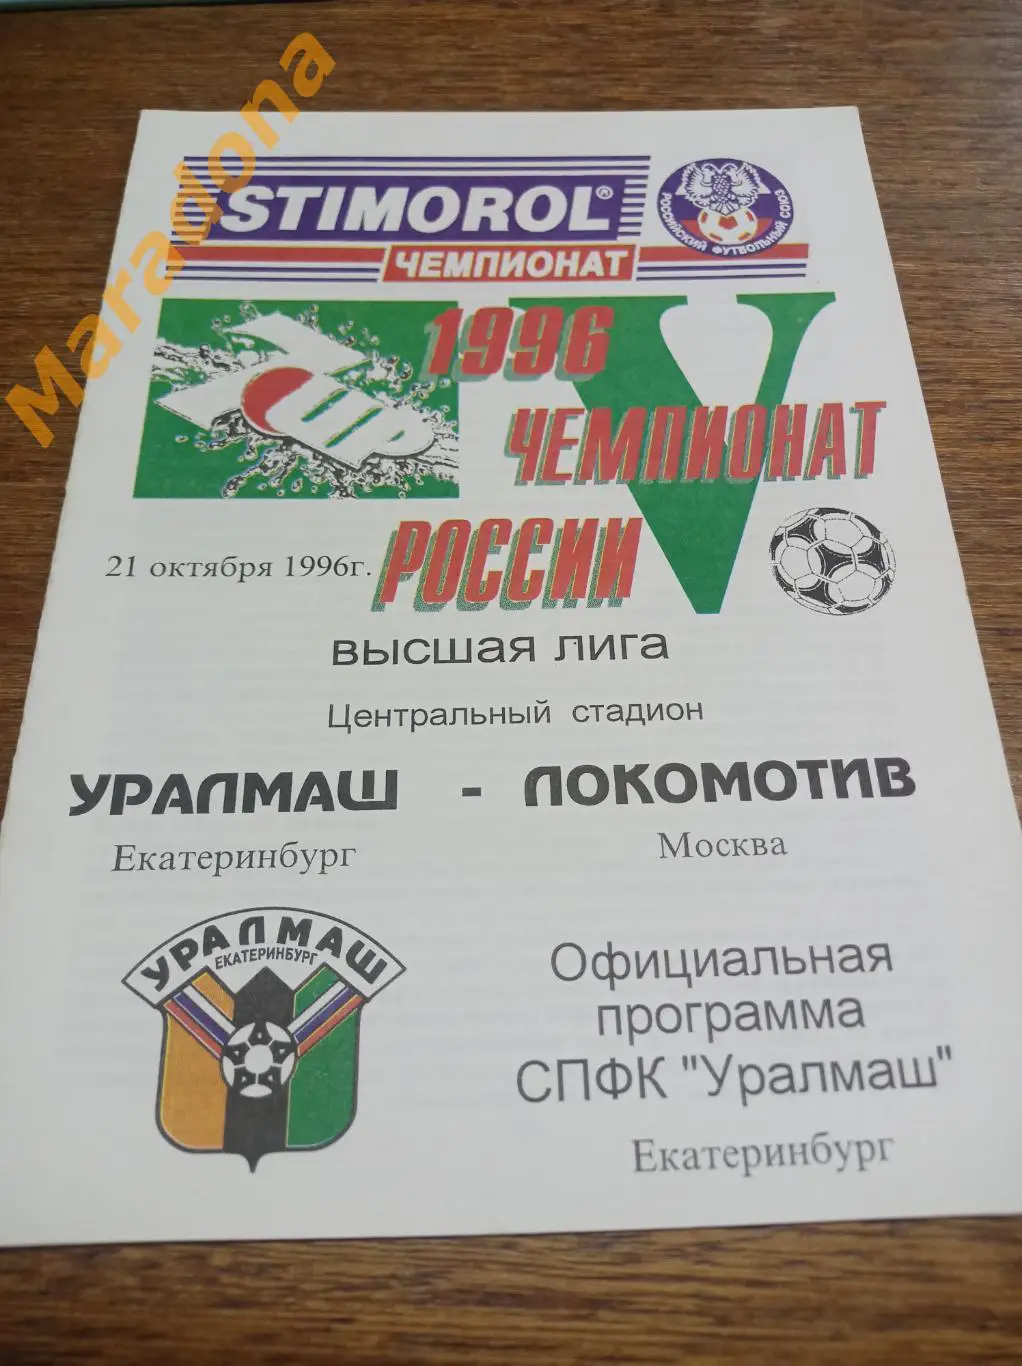 Maradona
STIMOROL®
ЧЕМПИОНАТ
РОССИЙСКИЙ ФУТБОЛЬНЫЙ СОЮЗ
1996 V
ЧЕМПИОНАТ
РОССИИ
21 октября 1996г.
ВЫСШАЯ ЛИГА
Центральный стадион
УРАЛМАШ - ЛОКОМОТИВ
Екатеринбург Москва
УРАЛМАШ
ЕКАТЕРИНБУРГ
Официальная
программа
СПФК "Уралмаш"
Екатеринбург